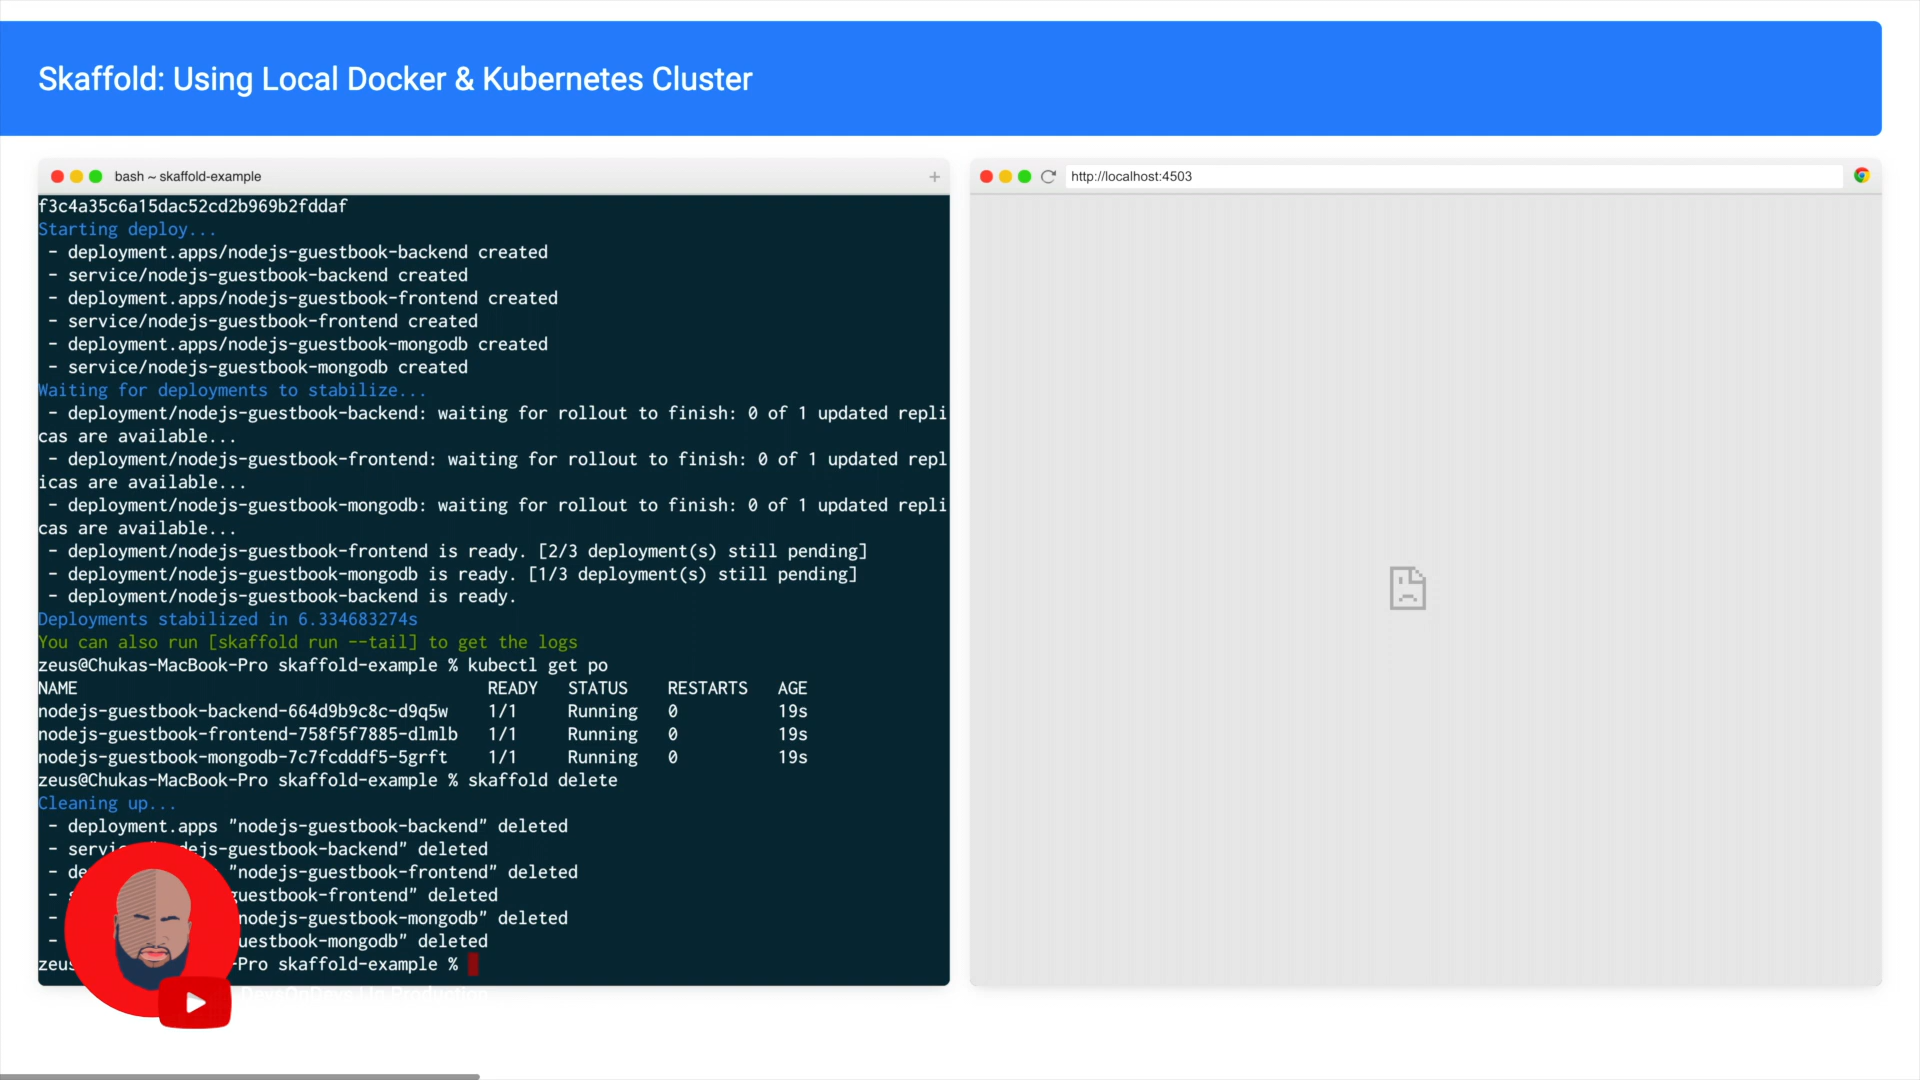 Skaffold: Using Local Docker & Kubernetes Cluster
bash ~ skaffold-example
f3c4a35c6a15dac52cd2b969b2fddaf
Starting deploy...
- deployment.apps/nodejs-guestbook-backend created
- service/nodejs-guestbook-backend created
- deployment.apps/nodejs-guestbook-frontend created
- service/nodejs-guestbook-frontend created
- deployment.apps/nodejs-guestbook-mongodb created
- service/nodejs-guestbook-mongodb created
Waiting for deployments to stabilize...
- deployment/nodejs-guestbook-backend: waiting for rollout to finish: 0 of 1 updated repli
cas are available...
- deployment/nodejs-guestbook-frontend: waiting for rollout to finish: 0 of 1 updated repl
icas are available...
- deployment/nodejs-guestbook-mongodb: waiting for rollout to finish: 0 of 1 updated repli
cas are available...
- deployment/nodejs-guestbook-frontend is ready. [2/3 deployment(s) still pending]
- deployment/nodejs-guestbook-mongodb is ready. [1/3 deployment(s) still pending]
- deployment/nodejs-guestbook-backend is ready.
Deployments stabilized in 6.334683274s
You can also run [skaffold run --tail] to get the logs
zeus@Chukas-MacBook-Pro skaffold-example % kubectl get po
NAME READY STATUS RESTARTS AGE
nodejs-guestbook-backend-664d9b9c8c-d9q5w 1/1 Running 0 19s
nodejs-guestbook-frontend-758f5f7885-dlmlb 1/1 Running 0 19s
nodejs-guestbook-mongodb-7c7fcdddf5-5grft 1/1 Running 0 19s
zeus@Chukas-MacBook-Pro skaffold-example % skaffold delete
Cleaning up...
- deployment.apps "nodejs-guestbook-backend" deleted
- servi ejs-guestbook-backend" deleted
- de "nodejs-guestbook-frontend" deleted
- s uestbook-frontend" deleted
- nodejs-guestbook-mongodb" deleted
- uestbook-mongodb" deleted
zeus -Pro skaffold-example %
http://localhost:4503